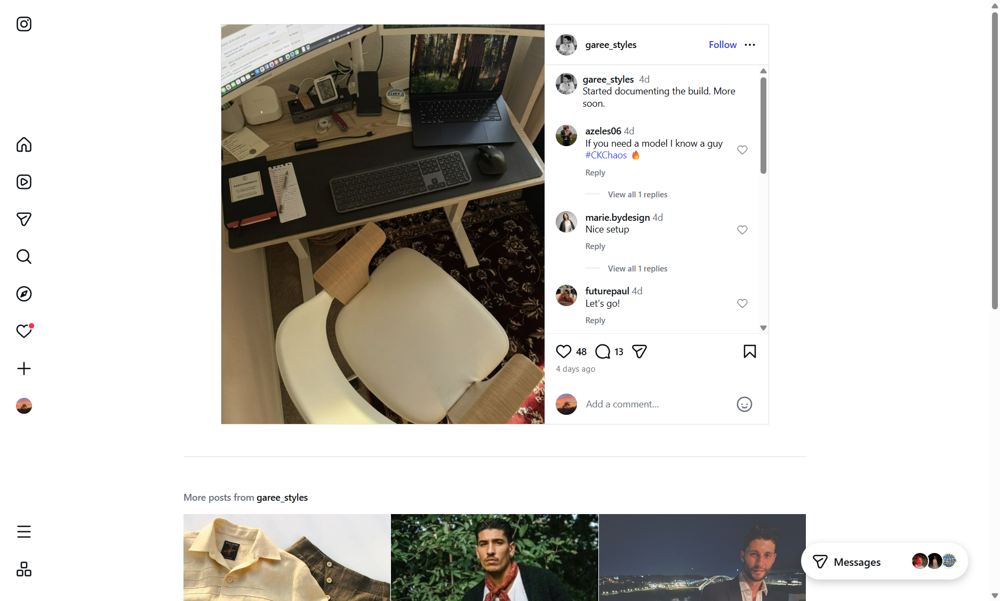 garee_styles
Follow
garee_styles 4d
Started documenting the build. More
soon.
azeles06 4d
If you need a model I know a guy
#CKChaos 🔥
Reply
View all 1 replies
marie.bydesign 4d
Nice setup
Reply
View all 1 replies
futurepaul 4d
Let's go!
Reply
48
13
4 days ago
Add a comment...
SAMSUNG
FASHIONPEDIA
More posts from garee_styles
Messages